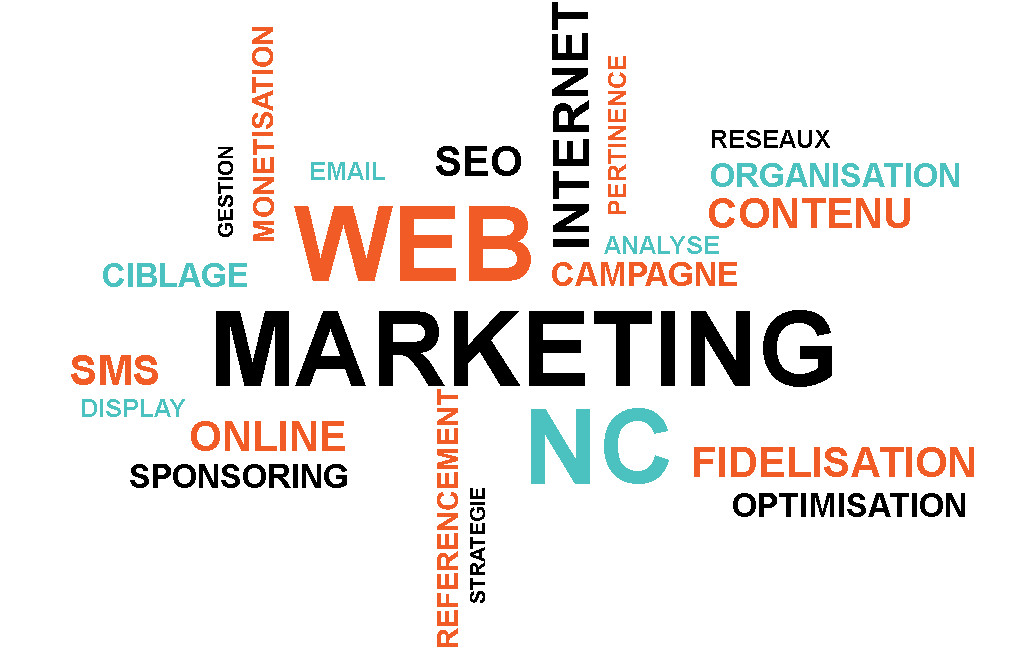 MONETISATION
GESTION
EMAIL
SEO
INTERNET
PERTINENCE
RESEAUX
ORGANISATION
CONTENU
WEB
ANALYSE
CAMPAGNE
CIBLAGE
MARKETING
SMS
DISPLAY
ONLINE
SPONSORING
REFERENCEMENT
STRATEGIE
NC
FIDELISATION
OPTIMISATION